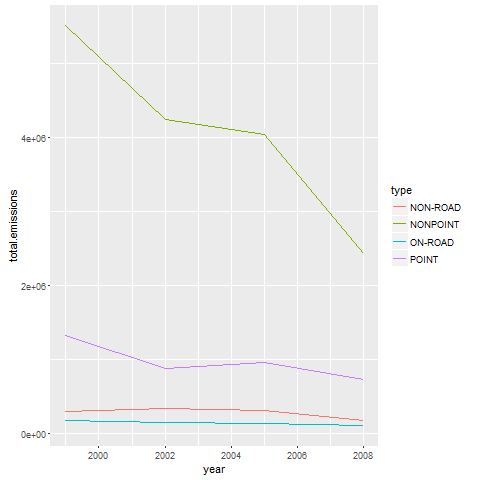 4e+06
2e+06
0e+00
total.emissions
2000
2002
2004
2006
2008
year
type
NON-ROAD
NONPOINT
ON-ROAD
POINT